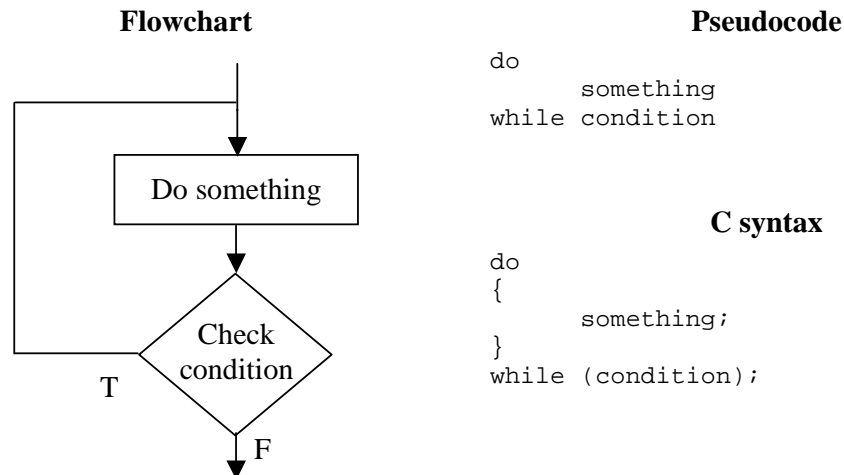 Flowchart
Do something
Check
condition
T
F
Pseudocode
do
something
while condition
C syntax
do
{
something;
}
while (condition);